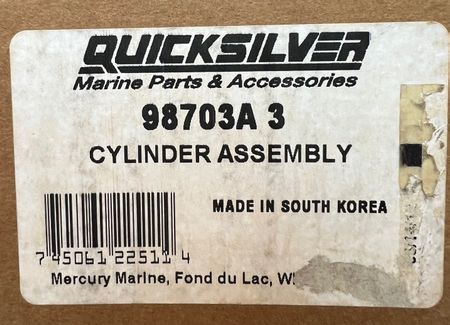 QUICKSILVER
Marine Parts & Accessories
98703A 3
CYLINDER ASSEMBLY
MADE IN SOUTH KOREA
7 45061 22511 4
Mercury Marine, Fond du Lac,